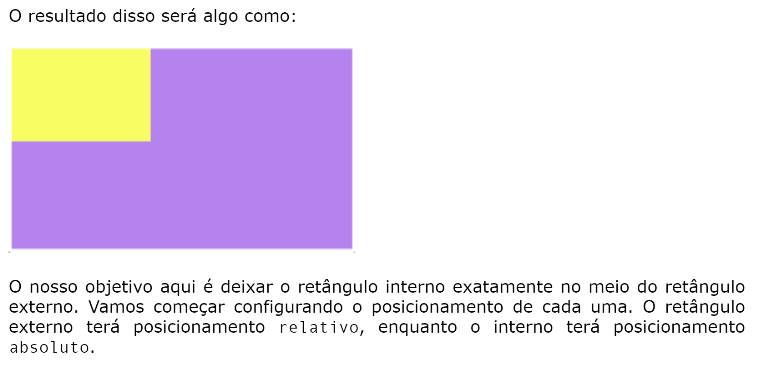 O resultado disso será algo como:
O nosso objetivo aqui é deixar o retângulo interno exatamente no meio do retângulo
externo. Vamos começar configurando o posicionamento de cada uma. O retângulo
externo terá posicionamento relativo, enquanto o interno terá posicionamento
absoluto.